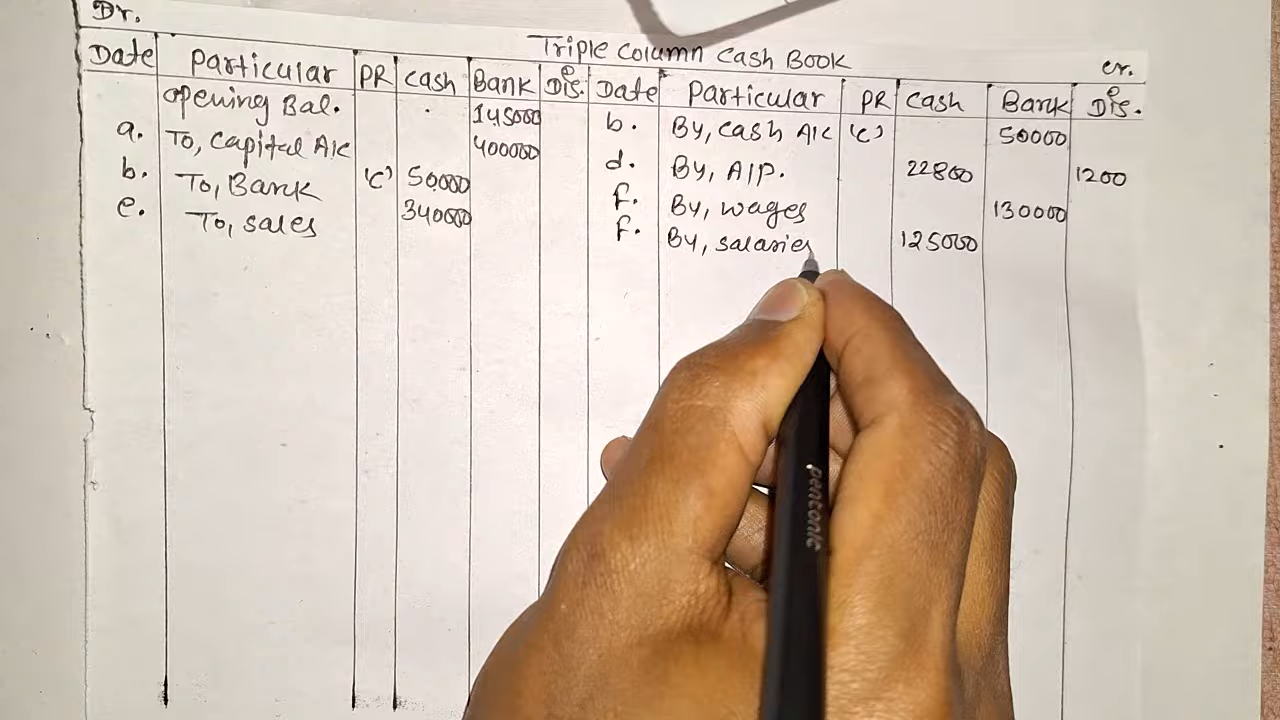 Dr.
Triple Column Cash Book
Cr.
Date Particular PR Cash Bank Dis. Date Particular PR Cash Bank Dis.
Opening Bal. . 145000 b. By, Cash A/c 'C' 50000
a. To, Capital A/c 400000 d. By, A/P. 22800 1200
b. To, Bank 'C' 50000 f. By, wages 130000
e. To, sales 340000 f. By, salaries 125000
pentonic